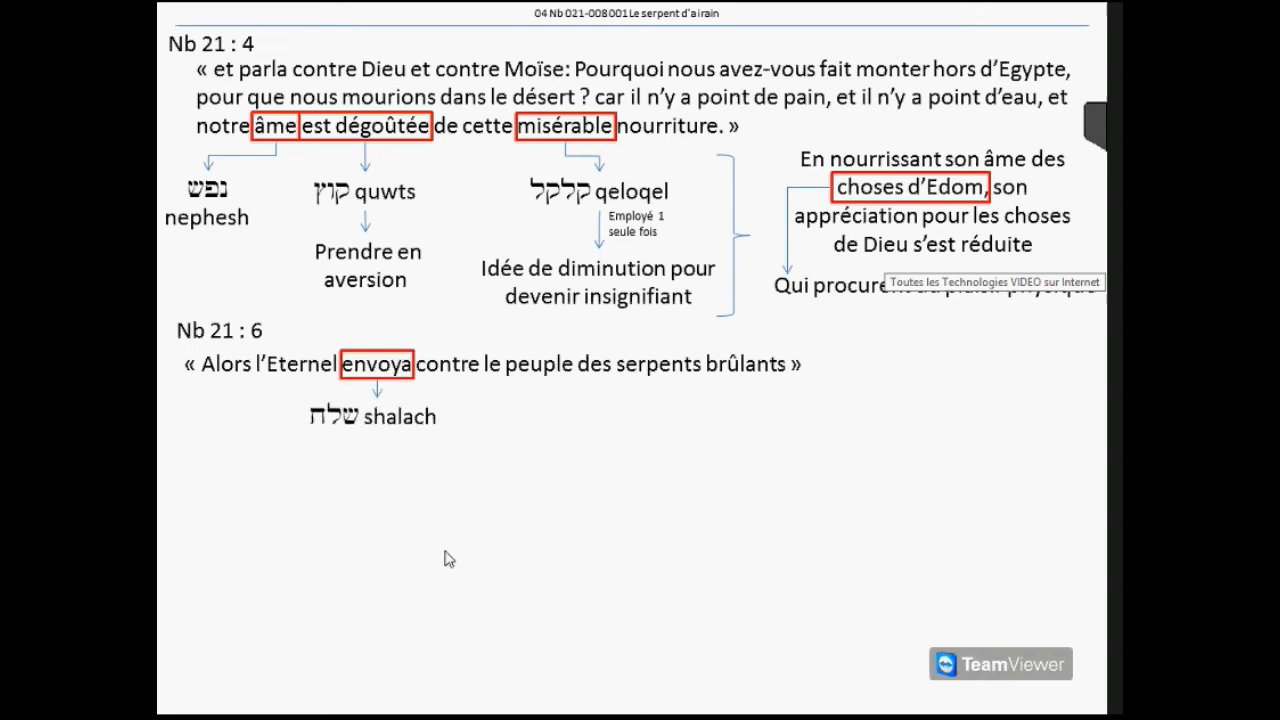 04 Nb 021-008 001 Le serpent d'airain
Nb 21 : 4
« et parla contre Dieu et contre Moïse: Pourquoi nous avez-vous fait monter hors d’Egypte,
pour que nous mourions dans le désert ? car il n’y a point de pain, et il n’y a point d’eau, et
notre âme est dégoûtée de cette misérable nourriture. »
נפש
nephesh
קוץ quwts
Prendre en
aversion
קלקל qeloqel
Employé 1
seule fois
Idée de diminution pour
devenir insignifiant
En nourrissant son âme des
choses d’Edom, son
appréciation pour les choses
de Dieu s’est réduite
Qui
Toutes les Technologies VIDEO sur Internet
Nb 21 : 6
« Alors l’Eternel envoya contre le peuple des serpents brûlants »
שלח shalach
TeamViewer